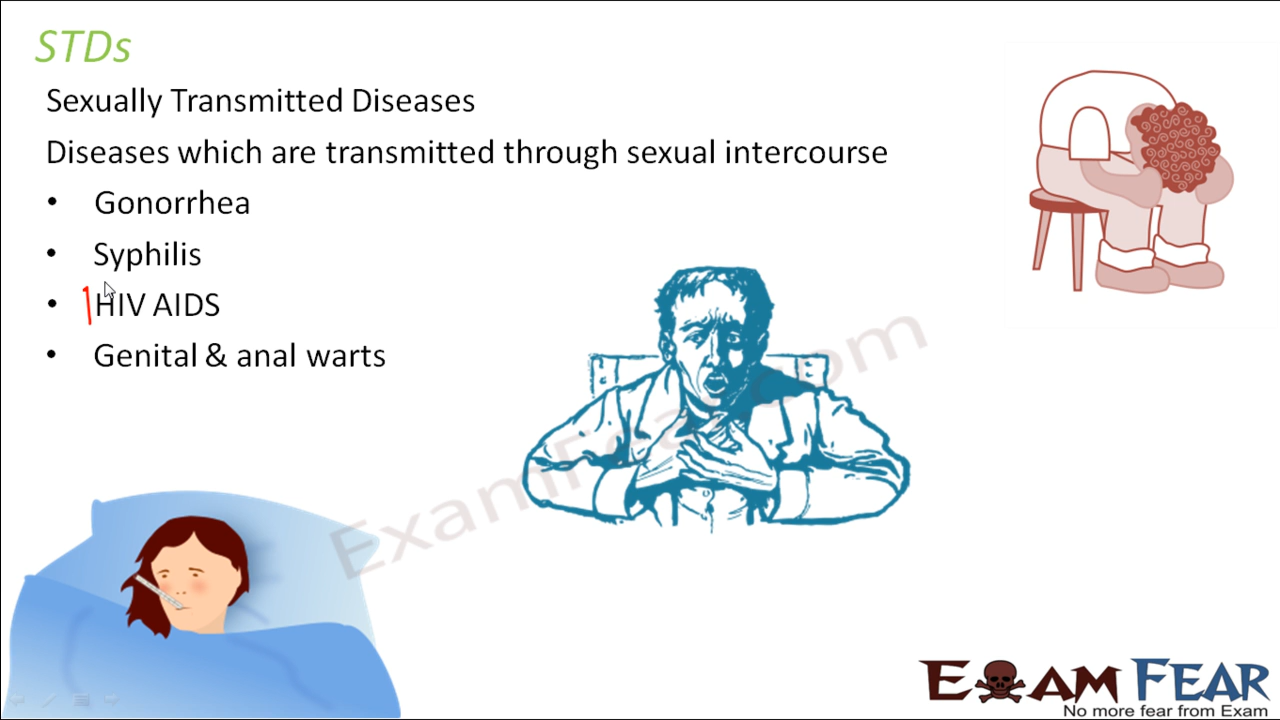 STDs
Sexually Transmitted Diseases
Diseases which are transmitted through sexual intercourse
• Gonorrhea
• Syphilis
• HIV AIDS
• Genital & anal warts
ExamFear.com
EXAM FEAR
No more fear from Exam